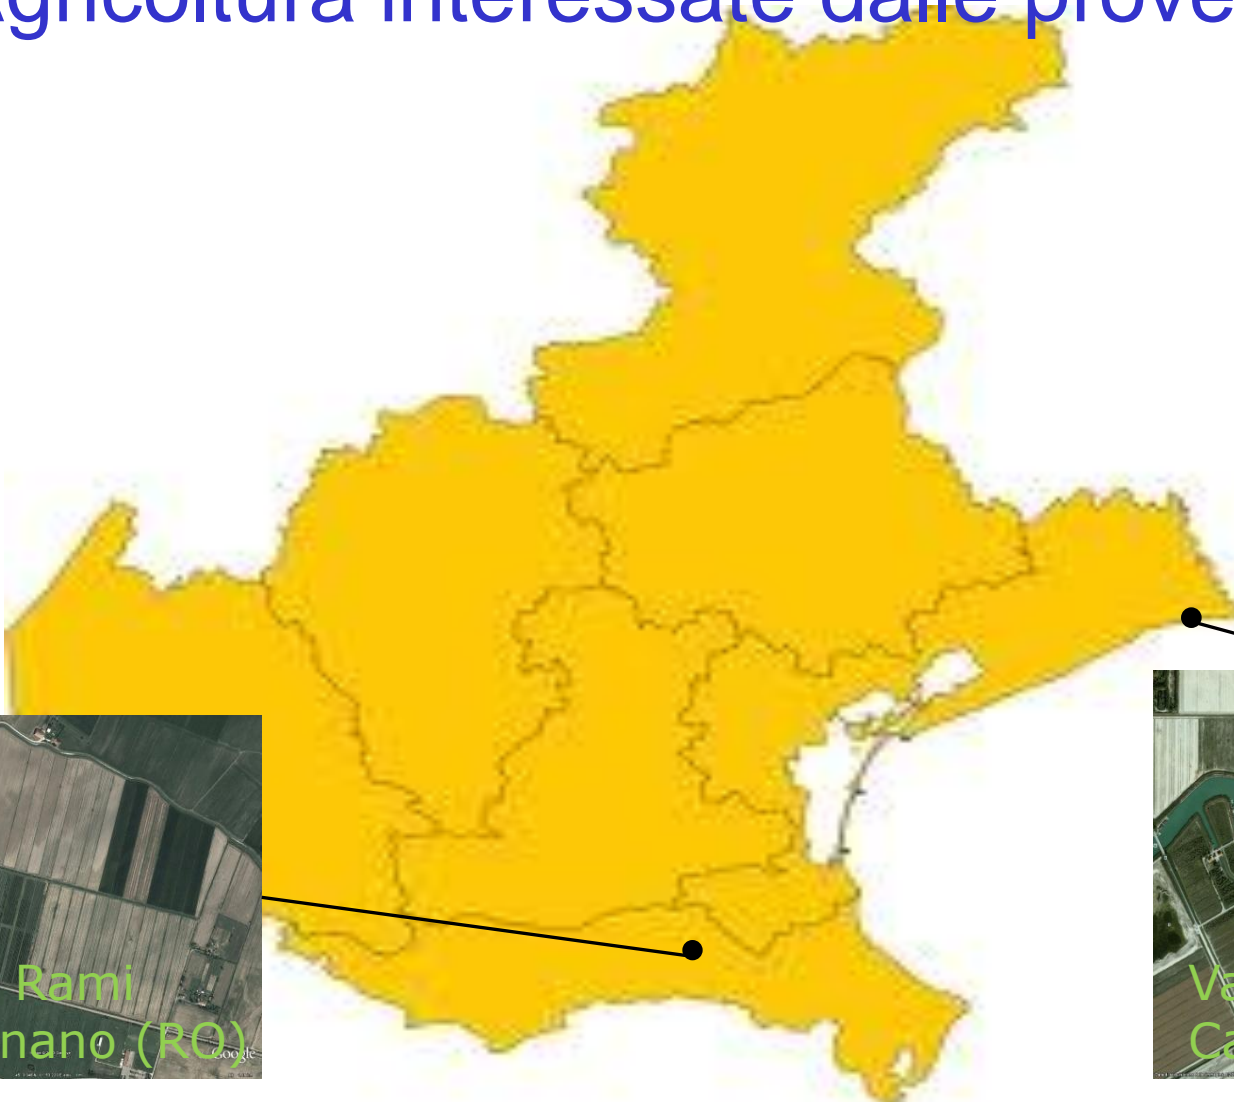 gricoltura interessate dalle prove
Rami
nano (RO)
Google
Va
Ca